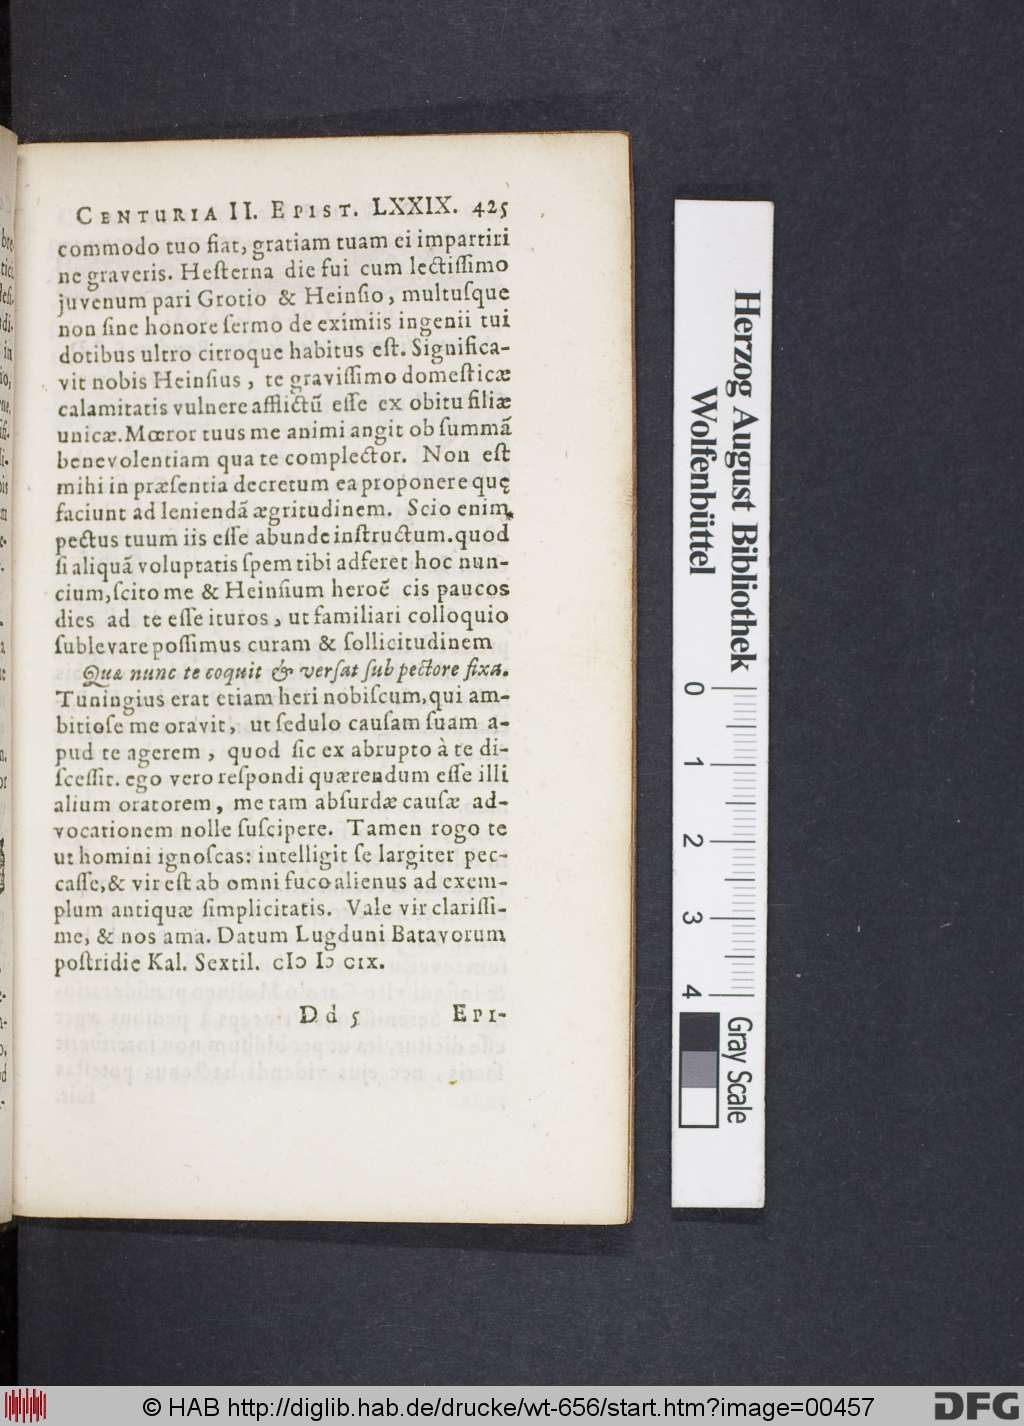 CENTURIA II. EPIST. LXXIX. 425
commodo tuo fiat, gratiam tuam ei impartiri
ne graveris. Heſterna die fui cum lectiſſimo
juvenum pari Grotio & Heinſio, multuſque
non ſine honore ſermo de eximiis ingenii tui
dotibus ultro citroque habitus eſt. Significa-
vit nobis Heinſius, te graviſſimo domeſticæ
calamitatis vulnere afflictũ eſſe ex obitu filiæ
unicæ. Mœror tuus me animi angit ob ſummã
benevolentiam qua te complector. Non eſt
mihi in præſentia decretum ea proponere quę
faciunt ad leniendã ægritudinem. Scio enim
pectus tuum iis eſſe abunde inſtructum. quod
ſi aliquã voluptatis ſpem tibi adferet hoc nun-
cium, ſcito me & Heinſium heroẽ cis paucos
dies ad te eſſe ituros, ut familiari colloquio
ſublevare poſſimus curam & ſollicitudinem
Quæ nunc te coquit & verſat ſub pectore fixa.
Tuningius erat etiam heri nobiſcum, qui am-
bitioſe me oravit, ut ſedulo cauſam ſuam a-
pud te agerem, quod ſic ex abrupto à te di-
ſceſſit. ego vero reſpondi quærendum eſſe illi
alium oratorem, me tam abſurdæ cauſæ ad-
vocationem nolle ſuſcipere. Tamen rogo te
ut homini ignoſcas: intelligit ſe largiter pec-
caſſe, & vir eſt ab omni fuco alienus ad exem-
plum antiquæ ſimplicitatis. Vale vir clariſſi-
me, & nos ama. Datum Lugduni Batavorum
poſtridie Kal. Sextil. cIↄ Iↄ cIX.
Dd 5 EPI-
Herzog August Bibliothek
Wolfenbüttel
0 1 2 3 4
Gray Scale
© HAB http://diglib.hab.de/drucke/wt-656/start.htm?image=00457
DFG